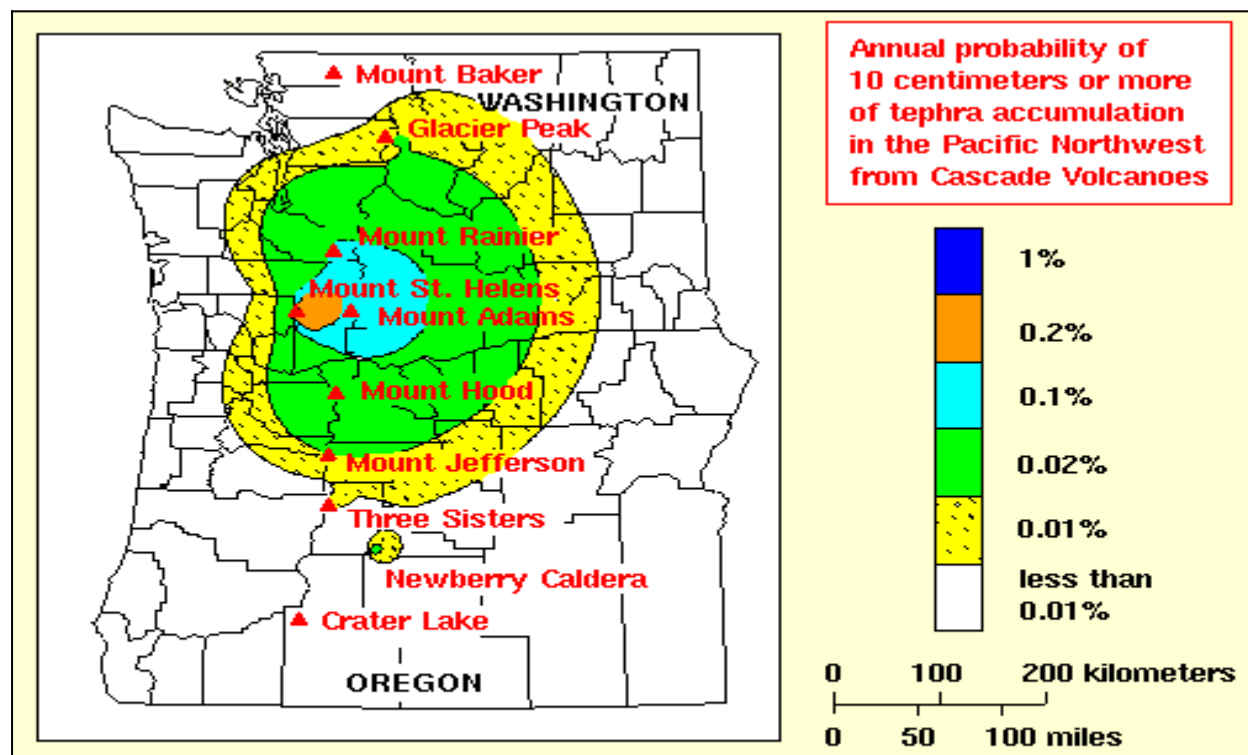 Mount Baker
WASHINGTON
Glacier Peak
Mount Rainier
Mount St. Helens
Mount Adams
Mount Hood
Mount Jefferson
Three Sisters
Newberry Caldera
Crater Lake
OREGON
Annual probability of
10 centimeters or more
of tephra accumulation
in the Pacific Northwest
from Cascade Volcanoes
1%
0.2%
0.1%
0.02%
0.01%
less than
0.01%
0 100 200 kilometers
0 50 100 miles